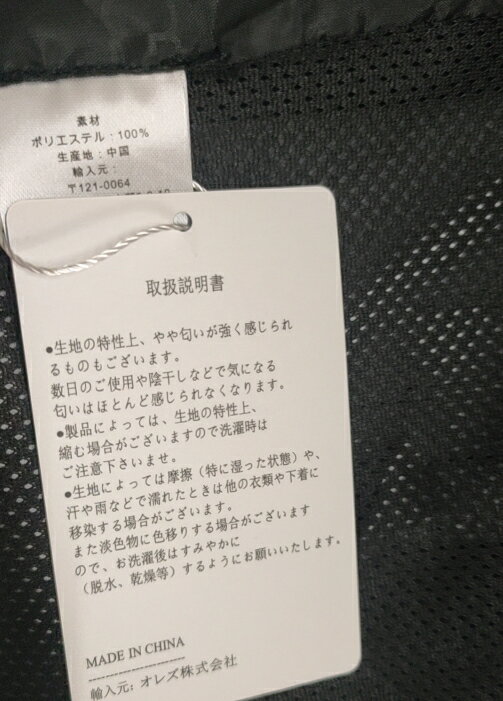 素材
ポリエステル：100%
生産地：中国
輸入元：
〒121-0064
取扱説明書
●生地の特性上、やや匂いが強く感じられ
るものもございます。
数日のご使用や陰干しなどで気になる
匂いはほとんど感じられなくなります。
●製品によっては、生地の特性上、
縮む場合がございますので洗濯時は
ご注意下さいませ。
●生地によっては摩擦（特に湿った状態）や、
汗や雨などで濡れたときは他の衣類や下着に
移染する場合がございます。
また淡色物に色移りする場合がございます
ので、お洗濯後はすみやかに
（脱水、乾燥等）するようにお願いいたします。
MADE IN CHINA
-----------------------
輸入元: オレズ株式会社